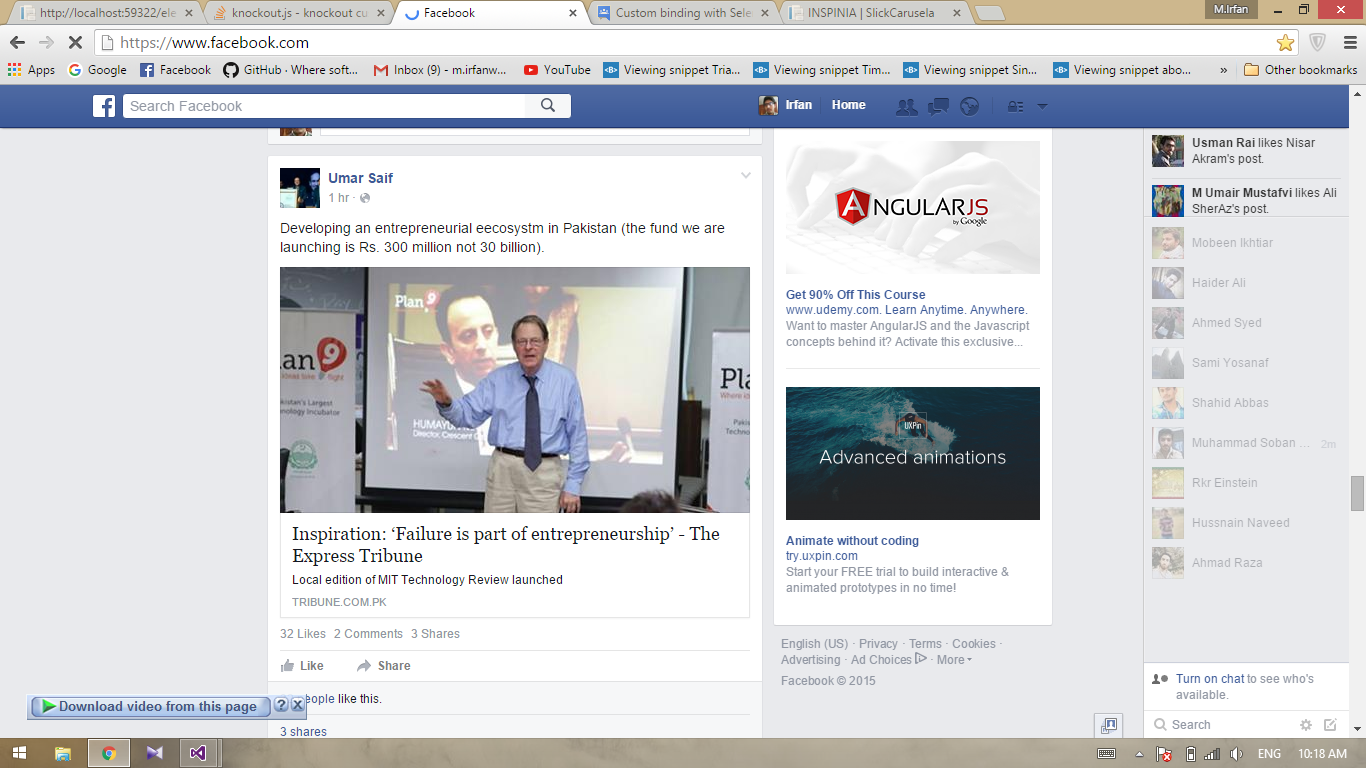 http://localhost:59322/ele
knockout.js - knockout cu
Facebook
Custom binding with Sele
INSPINIA | SlickCarusela
M.Irfan
https://www.facebook.com
Apps
Google
Facebook
GitHub · Where soft...
Inbox (9) - m.irfanw...
YouTube
Viewing snippet Tria...
Viewing snippet Tim...
Viewing snippet Sin...
Viewing snippet abo...
»
Other bookmarks
Search Facebook
Irfan
Home
Umar Saif
1 hr ·
Developing an entrepreneurial eecosystm in Pakistan (the fund we are
launching is Rs. 300 million not 30 billion).
Plan 9
lan 9
Pla
HUMAYU
Director, Crescent
Inspiration: ‘Failure is part of entrepreneurship’ - The
Express Tribune
Local edition of MIT Technology Review launched
TRIBUNE.COM.PK
32 Likes 2 Comments 3 Shares
Like
Share
eople like this.
3 shares
Download video from this page
?
ANGULARJS
by Google
Get 90% Off This Course
www.udemy.com. Learn Anytime. Anywhere.
Want to master AngularJS and the Javascript
concepts behind it? Activate this exclusive...
UXPin
Advanced animations
Animate without coding
try.uxpin.com
Start your FREE trial to build interactive &
animated prototypes in no time!
English (US) · Privacy · Terms · Cookies ·
Advertising · Ad Choices · More
Facebook © 2015
Usman Rai likes Nisar
Akram's post.
M Umair Mustafvi likes Ali
SherAz's post.
Mobeen Ikhtiar
Haider Ali
Ahmed Syed
Sami Yosanaf
Shahid Abbas
Muhammad Soban ... 2m
Rkr Einstein
Hussnain Naveed
Ahmad Raza
Turn on chat to see who's
available.
Search
ENG
10:18 AM